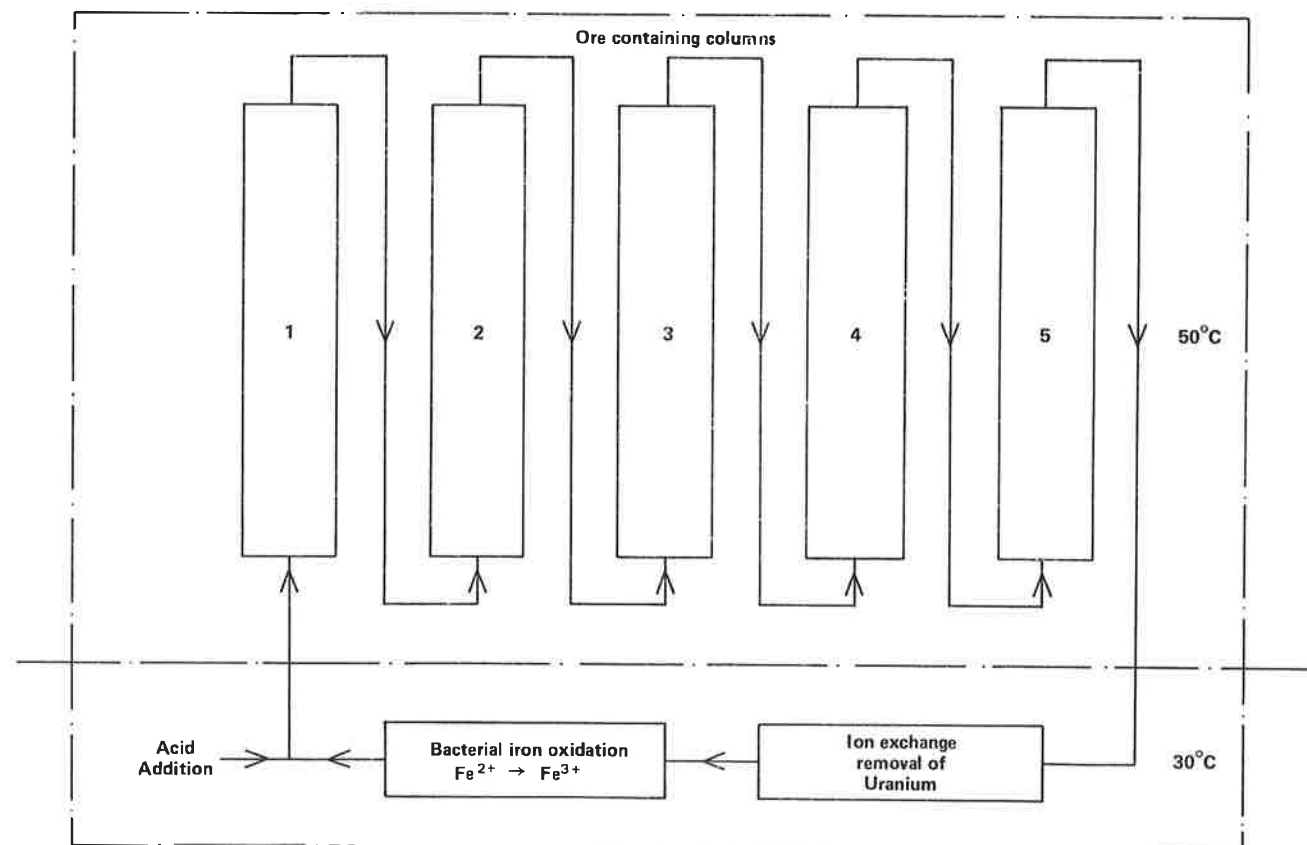 Ore containing columns
1
2
3
4
5
50°C
Acid
Addition
Bacterial iron oxidation
Fe²⁺ → Fe³⁺
Ion exchange
removal of
Uranium
30°C